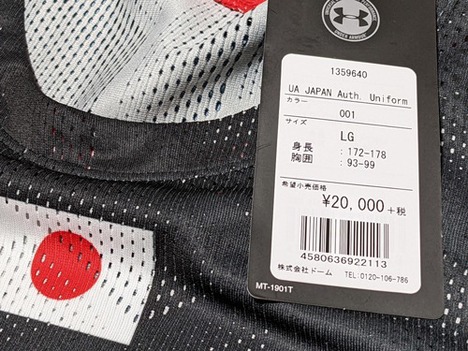 UNDER ARMOUR
1359640
UA JAPAN Auth. Uniform
カラー
001
サイズ
LG
身長 : 172-178
胸囲 : 93-99
希望小売価格
¥20,000 +税
4580636922113
株式会社ドーム TEL:0120-106-786
MT-1901T